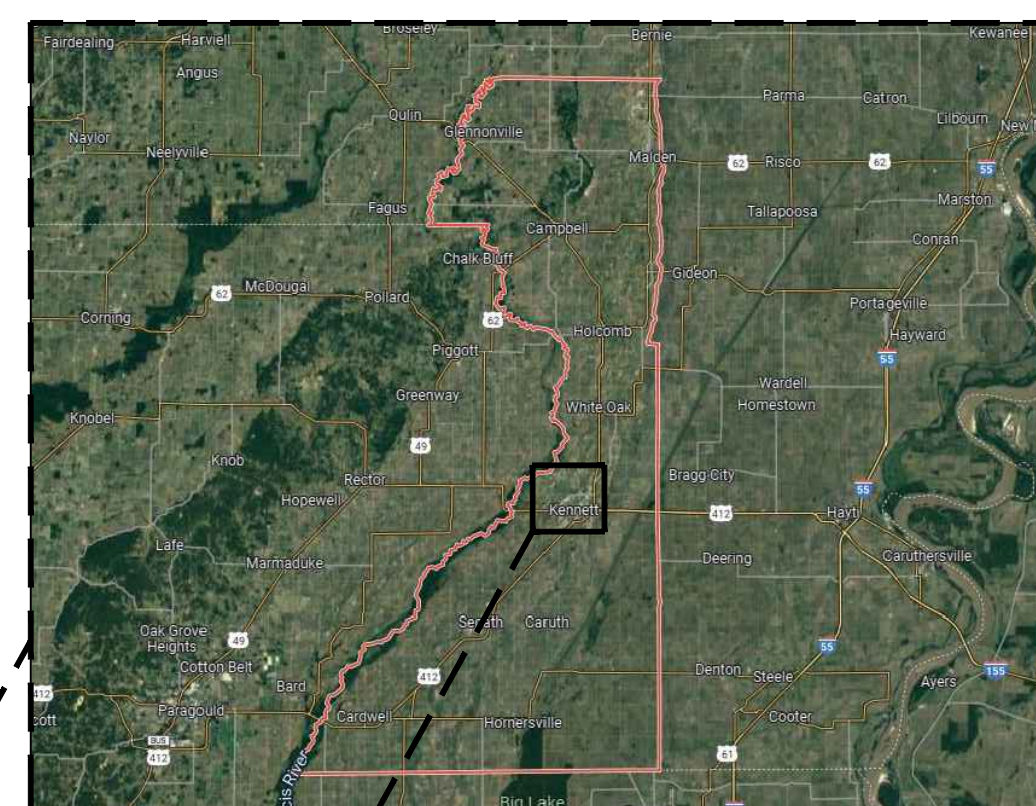 Broseley
Bernie
Kewanee
Fairdealing
Harviell
Angus
Parma
Catron
Qulin
Lilbourn
New
Naylor
Glennonville
Neelyville
Malden
62
Risco
62
55
Marston
Fagus
Tallapoosa
Campbell
Conran
Chalk Bluff
Gideon
McDougal
62
Pollard
Portageville
Corning
62
Holcomb
Hayward
Piggott
55
Wardell
Greenway
Homestown
White Oak
Knobel
49
Knob
Bragg City
Rector
55
Hopewell
Kennett
412
Hayti
Lafe
Caruthersville
Marmaduke
Deering
Senath
Caruth
Oak Grove
Heights
49
55
Cotton Belt
Denton
155
412
Steele
Ayers
Bard
412
cott
Paragould
Cardwell
Hornersville
Cooter
BUS
412
61
cis River
Big Lake